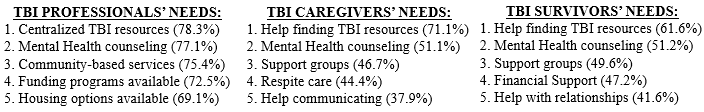 TBI PROFESSIONALS' NEEDS:
1. Centralized TBI resources (78.3%)
2. Mental Health counseling (77.1%)
3. Community-based services (75.4%)
4. Funding programs available (72.5%)
5. Housing options available (69.1%)
TBI CAREGIVERS' NEEDS:
1. Help finding TBI resources (71.1%)
2. Mental Health counseling (51.1%)
3. Support groups (46.7%)
4. Respite care (44.4%)
5. Help communicating (37.9%)
TBI SURVIVORS' NEEDS:
1. Help finding TBI resources (61.6%)
2. Mental Health counseling (51.2%)
3. Support groups (49.6%)
4. Financial Support (47.2%)
5. Help with relationships (41.6%)